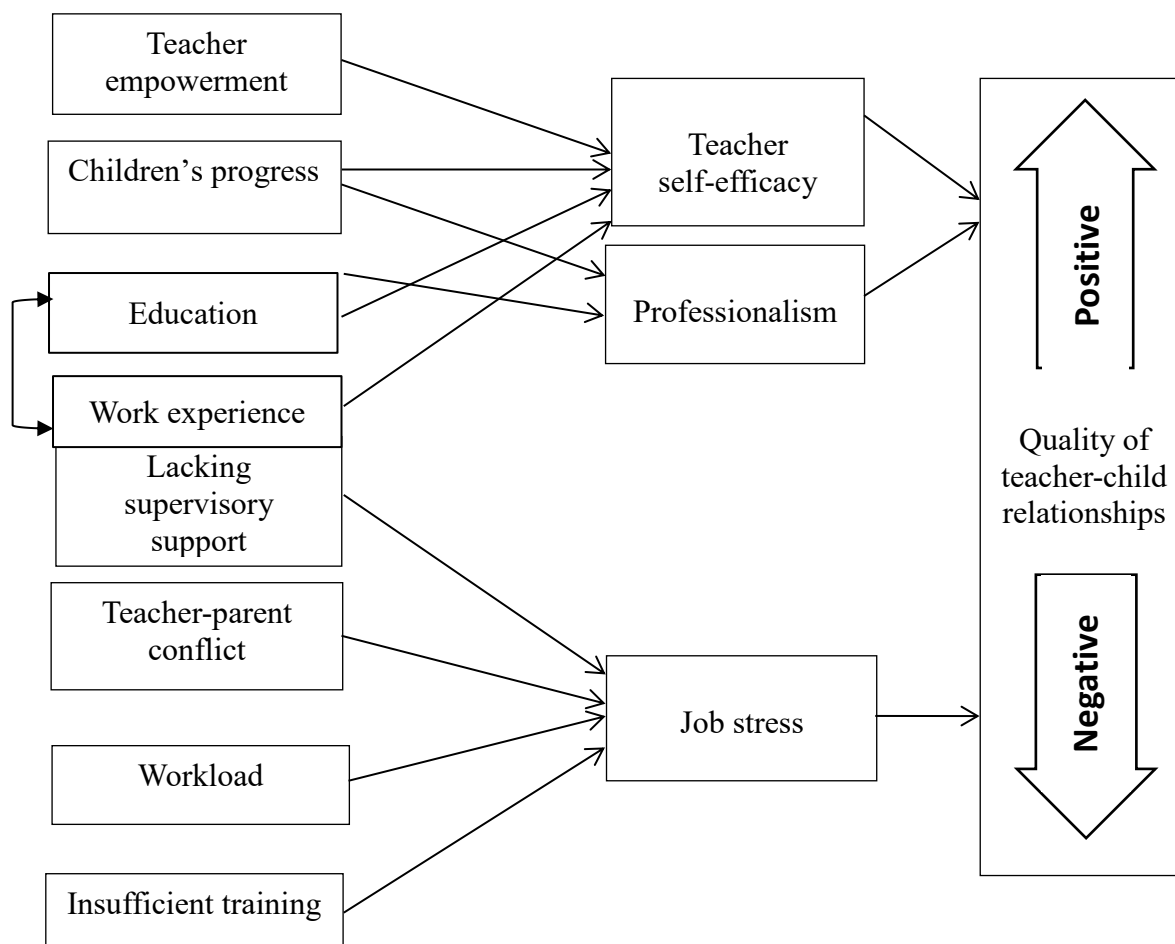 Teacher
empowerment
Children’s progress
Education
Work experience
Lacking
supervisory
support
Teacher-parent
conflict
Workload
Insufficient training
Teacher
self-efficacy
Professionalism
Job stress
Positive
Quality of
teacher-child
relationships
Negative